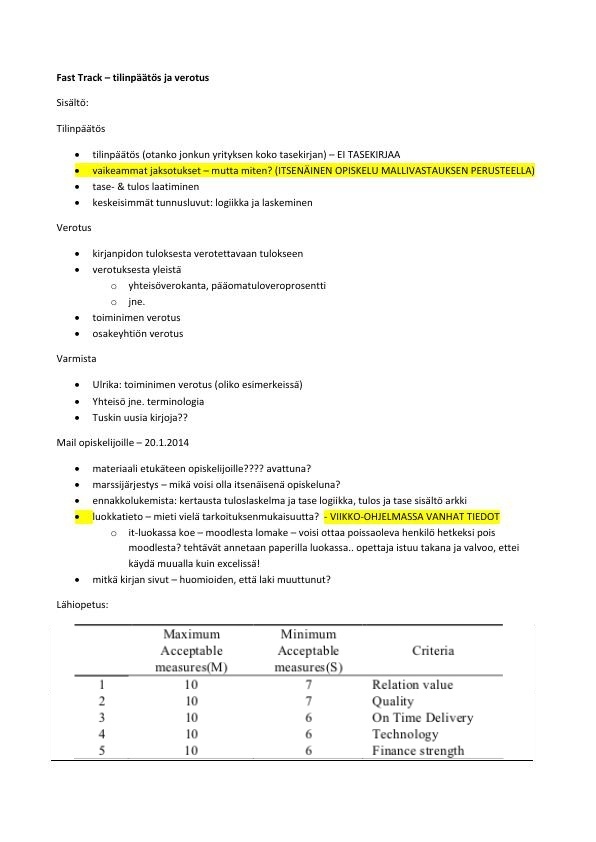 Fast Track – tilinpäätös ja verotus
Sisältö:
Tilinpäätös
• tilinpäätös (otanko jonkun yrityksen koko tasekirjan) – EI TASEKIRJAA
• vaikeammat jaksotukset – mutta miten? (ITSENÄINEN OPISKELU MALLIVASTAUKSEN PERUSTEELLA)
• tase- & tulos laatiminen
• keskeisimmät tunnusluvut: logiikka ja laskeminen
Verotus
• kirjanpidon tuloksesta verotettavaan tulokseen
• verotuksesta yleistä
o yhteisöverokanta, pääomatuloveroprosentti
o jne.
• toiminimen verotus
• osakeyhtiön verotus
Varmista
• Ulrika: toiminimen verotus (oliko esimerkeissä)
• Yhteisö jne. terminologia
• Tuskin uusia kirjoja??
Mail opiskelijoille – 20.1.2014
• materiaali etukäteen opiskelijoille???? avattuna?
• marssijärjestys – mikä voisi olla itsenäisenä opiskeluna?
• ennakkolukemista: kertausta tuloslaskelma ja tase logiikka, tulos ja tase sisältö arkki
• luokkatieto – mieti vielä tarkoituksenmukaisuutta? - VIIKKO-OHJELMASSA VANHAT TIEDOT
o it-luokassa koe – moodlesta lomake – voisi ottaa poissaoleva henkilö hetkeksi pois
moodlesta? tehtävät annetaan paperilla luokassa.. opettaja istuu takana ja valvoo, ettei
käydä muualla kuin excelissä!
• mitkä kirjan sivut – huomioiden, että laki muuttunut?
Lähiopetus:
Maximum Acceptable measures(M) Minimum Acceptable measures(S) Criteria
1 10 7 Relation value
2 10 7 Quality
3 10 6 On Time Delivery
4 10 6 Technology
5 10 6 Finance strength